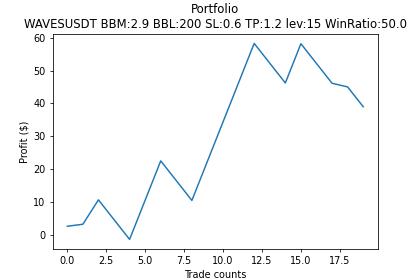 Portfolio
WAVESUSDT BBM:2.9 BBL:200 SL:0.6 TP:1.2 lev:15 WinRatio:50.0
60
50
40
30
20
10
0
Profit ($)
0.0 2.5 5.0 7.5 10.0 12.5 15.0 17.5
Trade counts